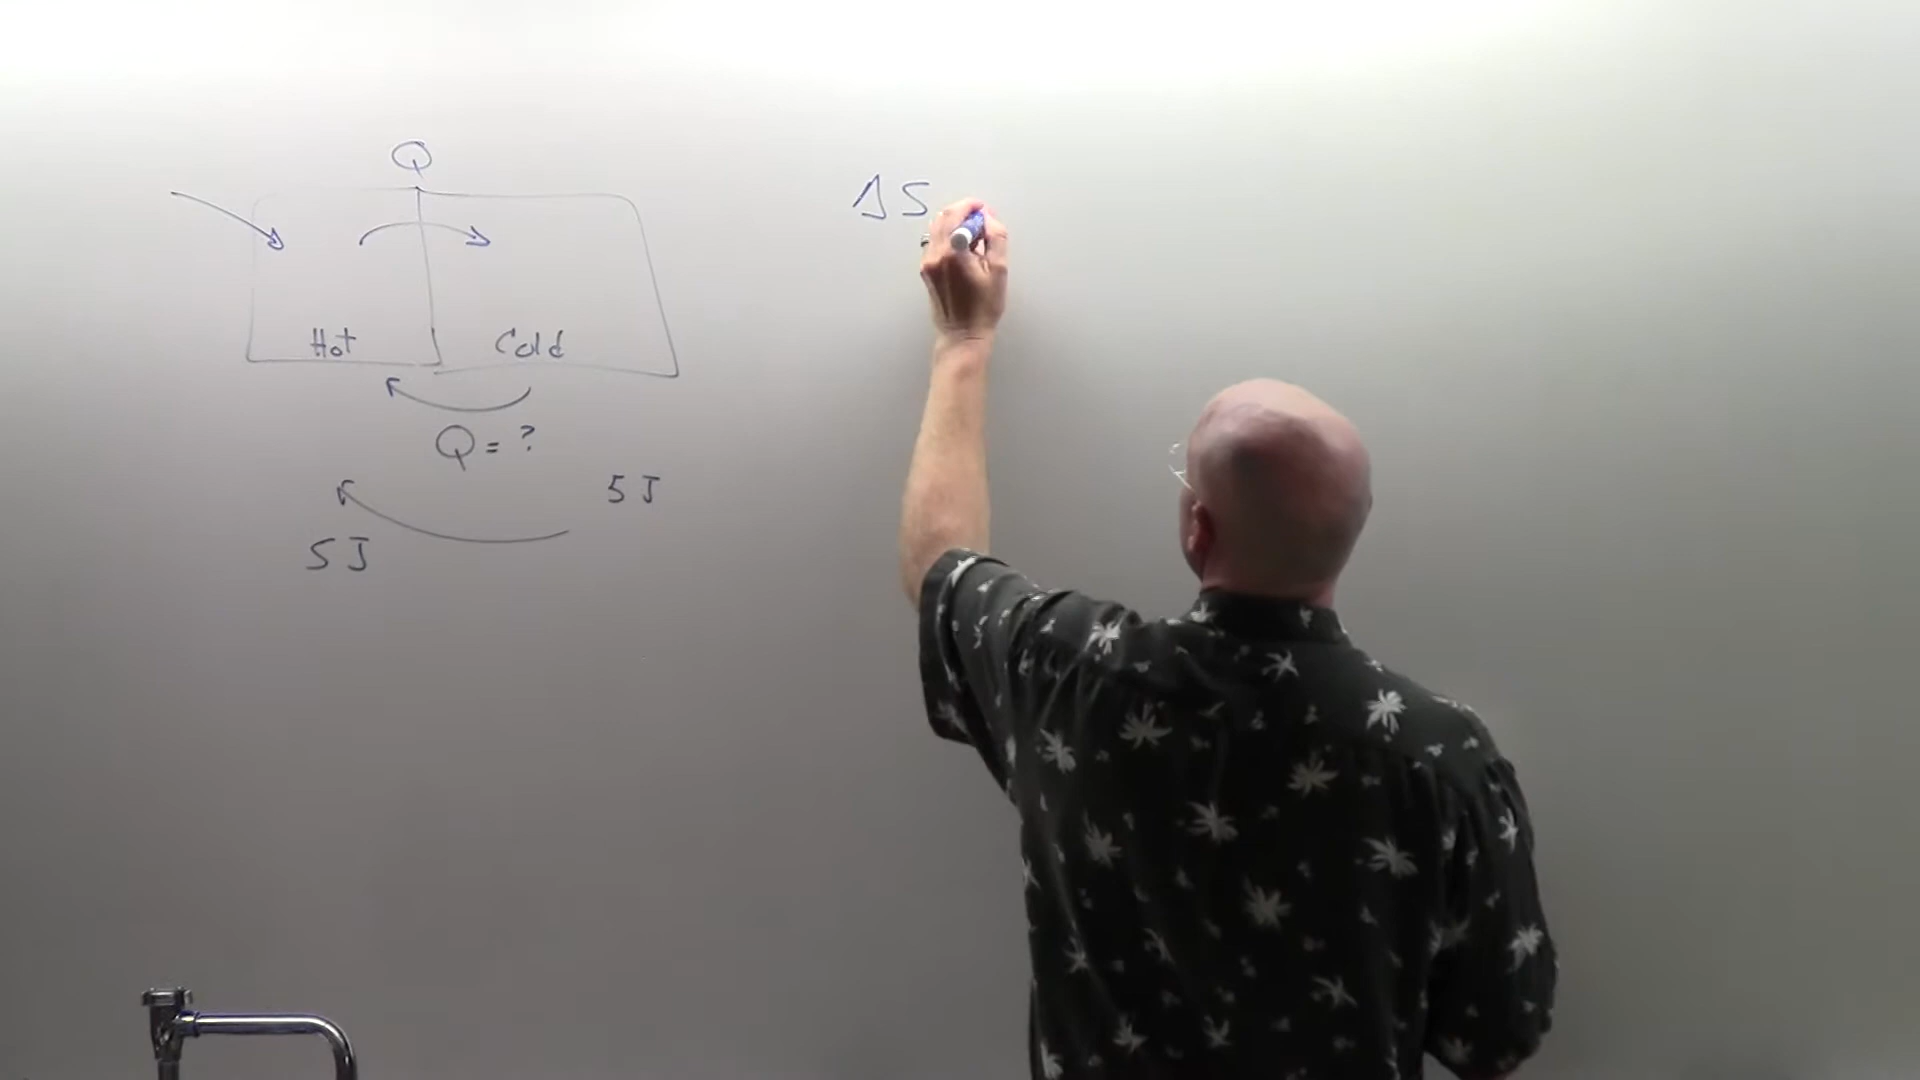 Q
Hot Cold
Q = ?
5 J
5 J
ΔS